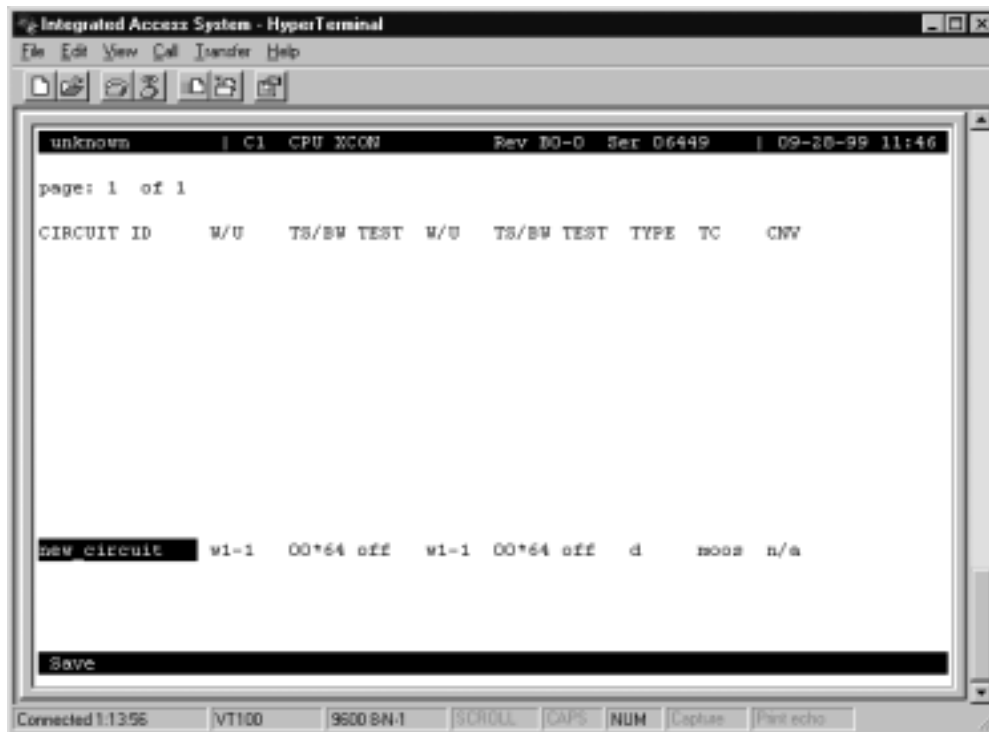 Integrated Access System - HyperTerminal
File Edit View Call Transfer Help
unknown | C1 CPU XCON Rev B0-0 Ser 06449 | 09-28-99 11:46
page: 1 of 1
CIRCUIT ID W/U TS/BW TEST W/U TS/BW TEST TYPE TC CNV
new_circuit w1-1 00*64 off w1-1 00*64 off d moos n/a
Save
Connected 1:13:56 VT100 9600 8-N-1 SCROLL CAPS NUM Capture Print echo